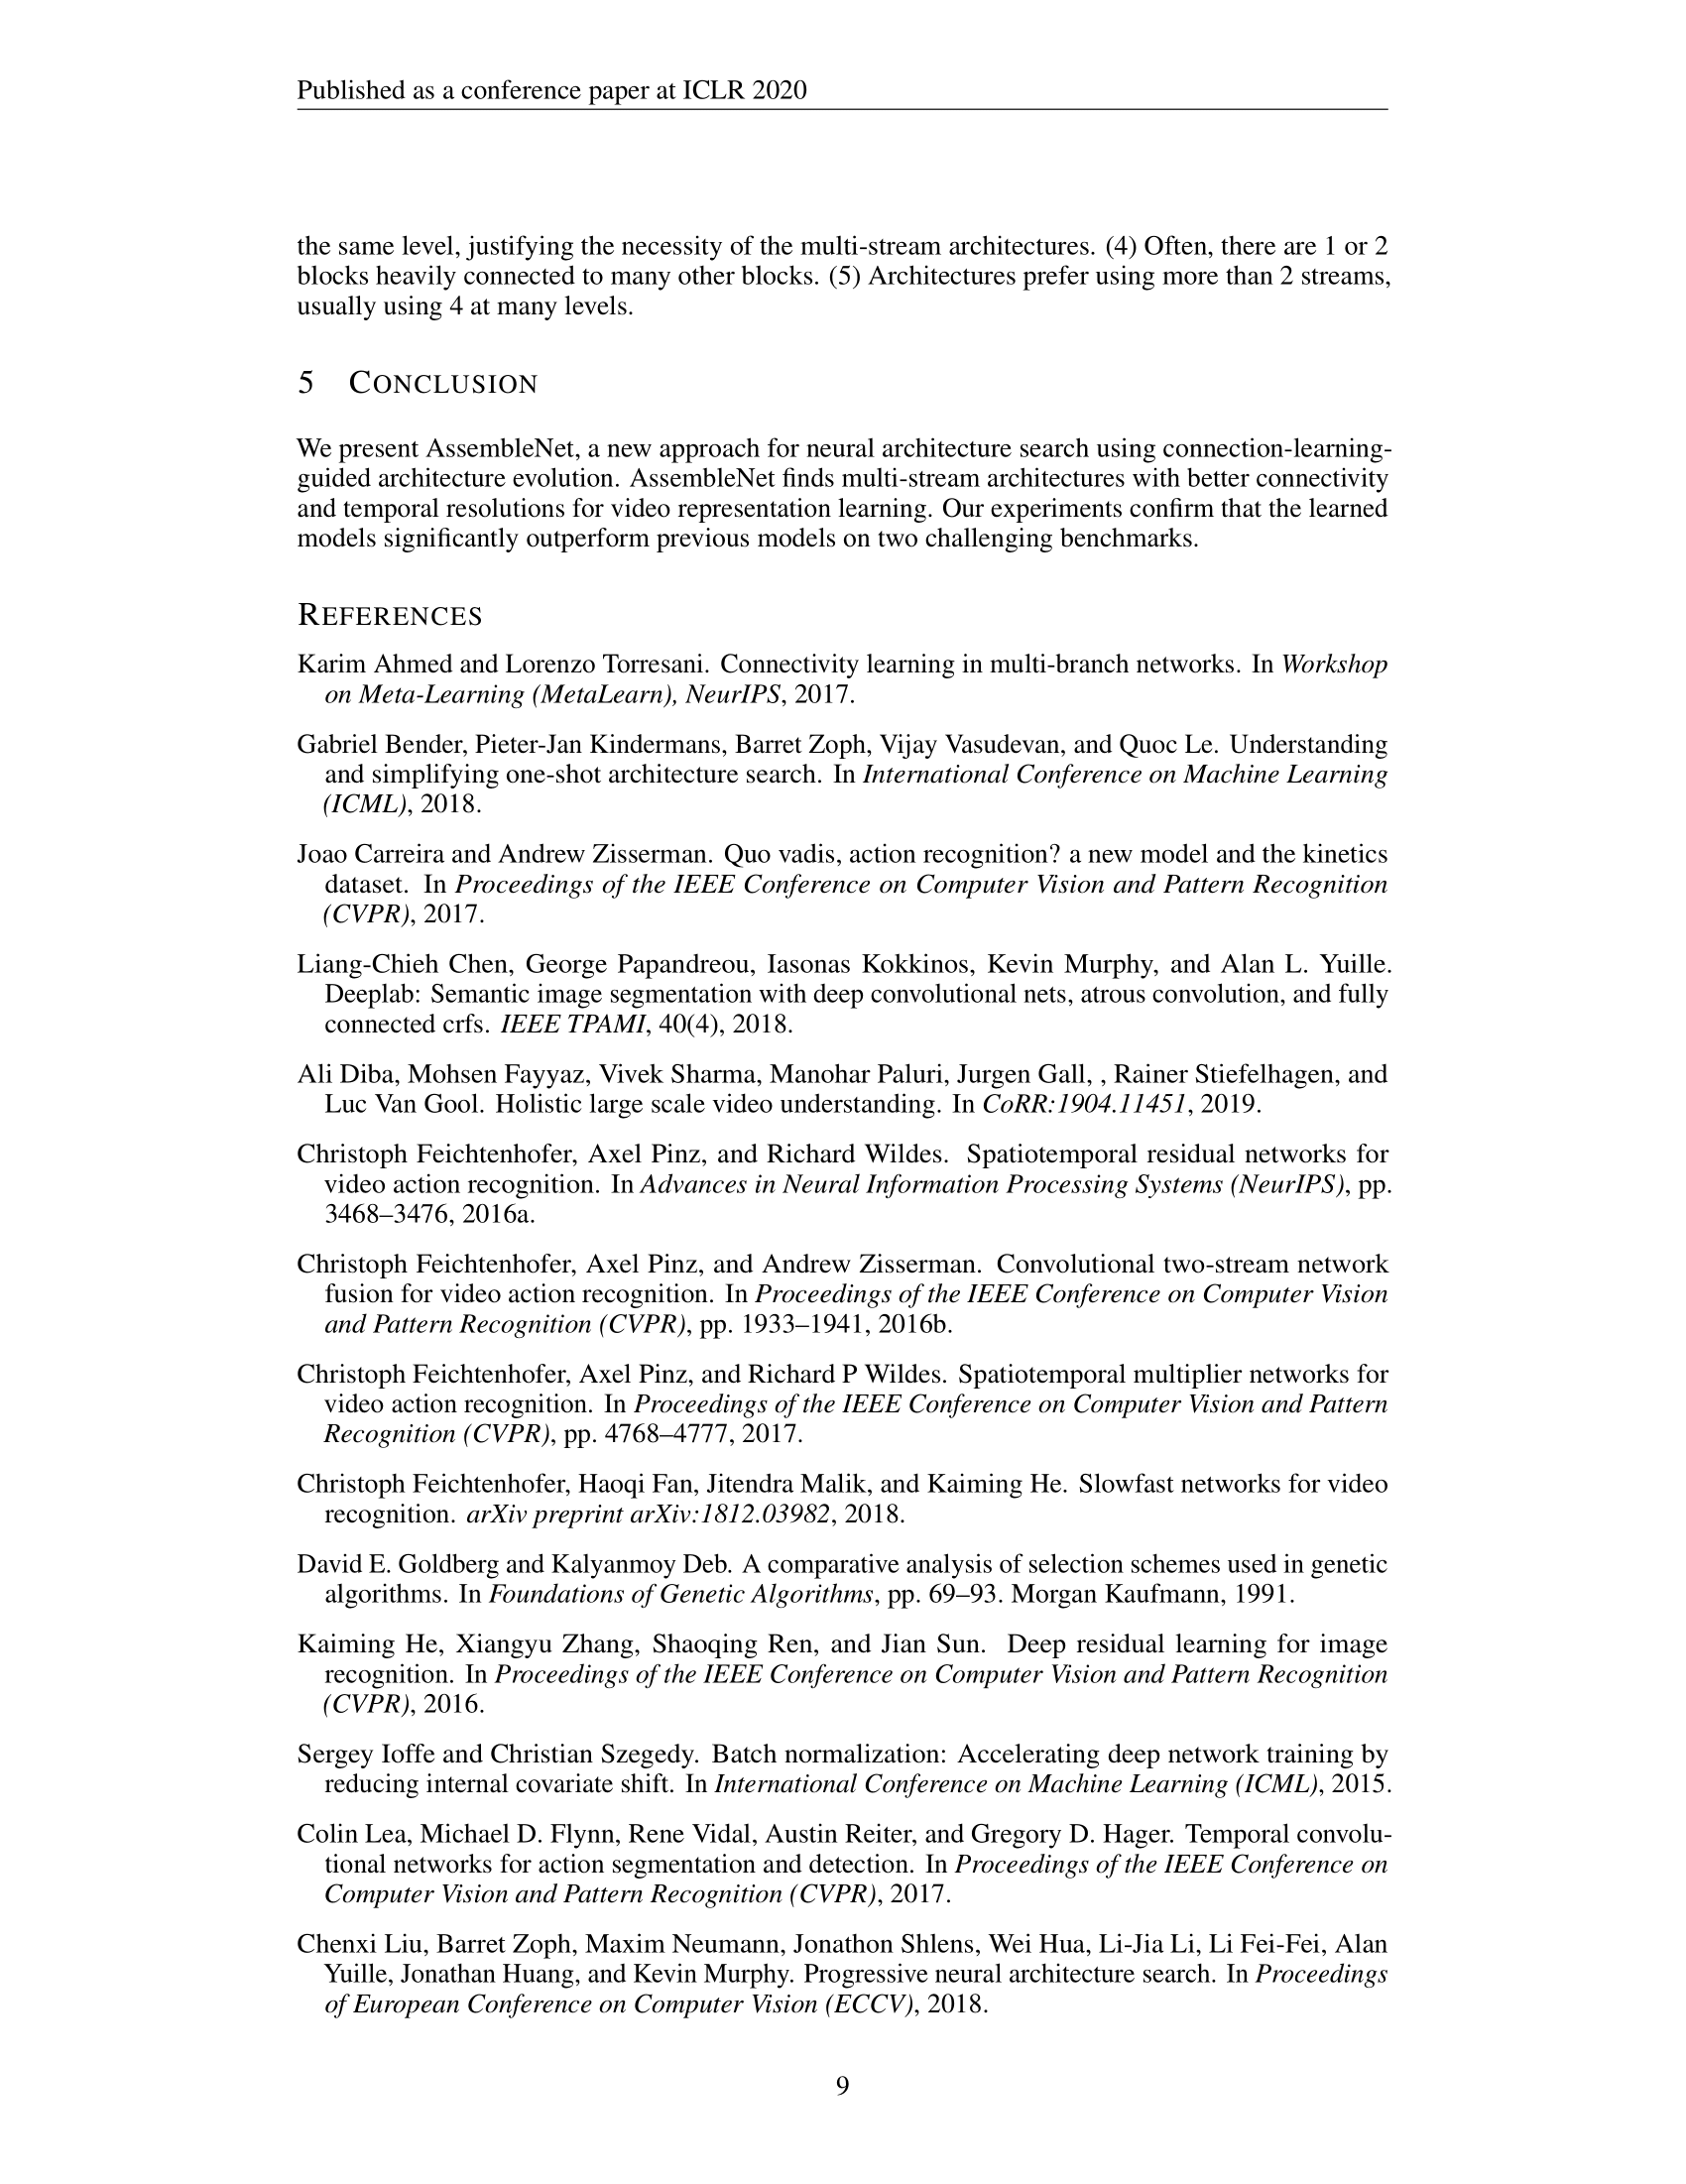 Published as a conference paper at ICLR 2020
the same level, justifying the necessity of the multi-stream architectures. (4) Often, there are 1 or 2
blocks heavily connected to many other blocks. (5) Architectures prefer using more than 2 streams,
usually using 4 at many levels.
5 CONCLUSION
We present AssembleNet, a new approach for neural architecture search using connection-learning-
guided architecture evolution. AssembleNet finds multi-stream architectures with better connectivity
and temporal resolutions for video representation learning. Our experiments confirm that the learned
models significantly outperform previous models on two challenging benchmarks.
REFERENCES
Karim Ahmed and Lorenzo Torresani. Connectivity learning in multi-branch networks. In Workshop
on Meta-Learning (MetaLearn), NeurIPS, 2017.
Gabriel Bender, Pieter-Jan Kindermans, Barret Zoph, Vijay Vasudevan, and Quoc Le. Understanding
and simplifying one-shot architecture search. In International Conference on Machine Learning
(ICML), 2018.
Joao Carreira and Andrew Zisserman. Quo vadis, action recognition? a new model and the kinetics
dataset. In Proceedings of the IEEE Conference on Computer Vision and Pattern Recognition
(CVPR), 2017.
Liang-Chieh Chen, George Papandreou, Iasonas Kokkinos, Kevin Murphy, and Alan L. Yuille.
Deeplab: Semantic image segmentation with deep convolutional nets, atrous convolution, and fully
connected crfs. IEEE TPAMI, 40(4), 2018.
Ali Diba, Mohsen Fayyaz, Vivek Sharma, Manohar Paluri, Jurgen Gall, , Rainer Stiefelhagen, and
Luc Van Gool. Holistic large scale video understanding. In CoRR:1904.11451, 2019.
Christoph Feichtenhofer, Axel Pinz, and Richard Wildes. Spatiotemporal residual networks for
video action recognition. In Advances in Neural Information Processing Systems (NeurIPS), pp.
3468–3476, 2016a.
Christoph Feichtenhofer, Axel Pinz, and Andrew Zisserman. Convolutional two-stream network
fusion for video action recognition. In Proceedings of the IEEE Conference on Computer Vision
and Pattern Recognition (CVPR), pp. 1933–1941, 2016b.
Christoph Feichtenhofer, Axel Pinz, and Richard P Wildes. Spatiotemporal multiplier networks for
video action recognition. In Proceedings of the IEEE Conference on Computer Vision and Pattern
Recognition (CVPR), pp. 4768–4777, 2017.
Christoph Feichtenhofer, Haoqi Fan, Jitendra Malik, and Kaiming He. Slowfast networks for video
recognition. arXiv preprint arXiv:1812.03982, 2018.
David E. Goldberg and Kalyanmoy Deb. A comparative analysis of selection schemes used in genetic
algorithms. In Foundations of Genetic Algorithms, pp. 69–93. Morgan Kaufmann, 1991.
Kaiming He, Xiangyu Zhang, Shaoqing Ren, and Jian Sun. Deep residual learning for image
recognition. In Proceedings of the IEEE Conference on Computer Vision and Pattern Recognition
(CVPR), 2016.
Sergey Ioffe and Christian Szegedy. Batch normalization: Accelerating deep network training by
reducing internal covariate shift. In International Conference on Machine Learning (ICML), 2015.
Colin Lea, Michael D. Flynn, Rene Vidal, Austin Reiter, and Gregory D. Hager. Temporal convolu-
tional networks for action segmentation and detection. In Proceedings of the IEEE Conference on
Computer Vision and Pattern Recognition (CVPR), 2017.
Chenxi Liu, Barret Zoph, Maxim Neumann, Jonathon Shlens, Wei Hua, Li-Jia Li, Li Fei-Fei, Alan
Yuille, Jonathan Huang, and Kevin Murphy. Progressive neural architecture search. In Proceedings
of European Conference on Computer Vision (ECCV), 2018.
9